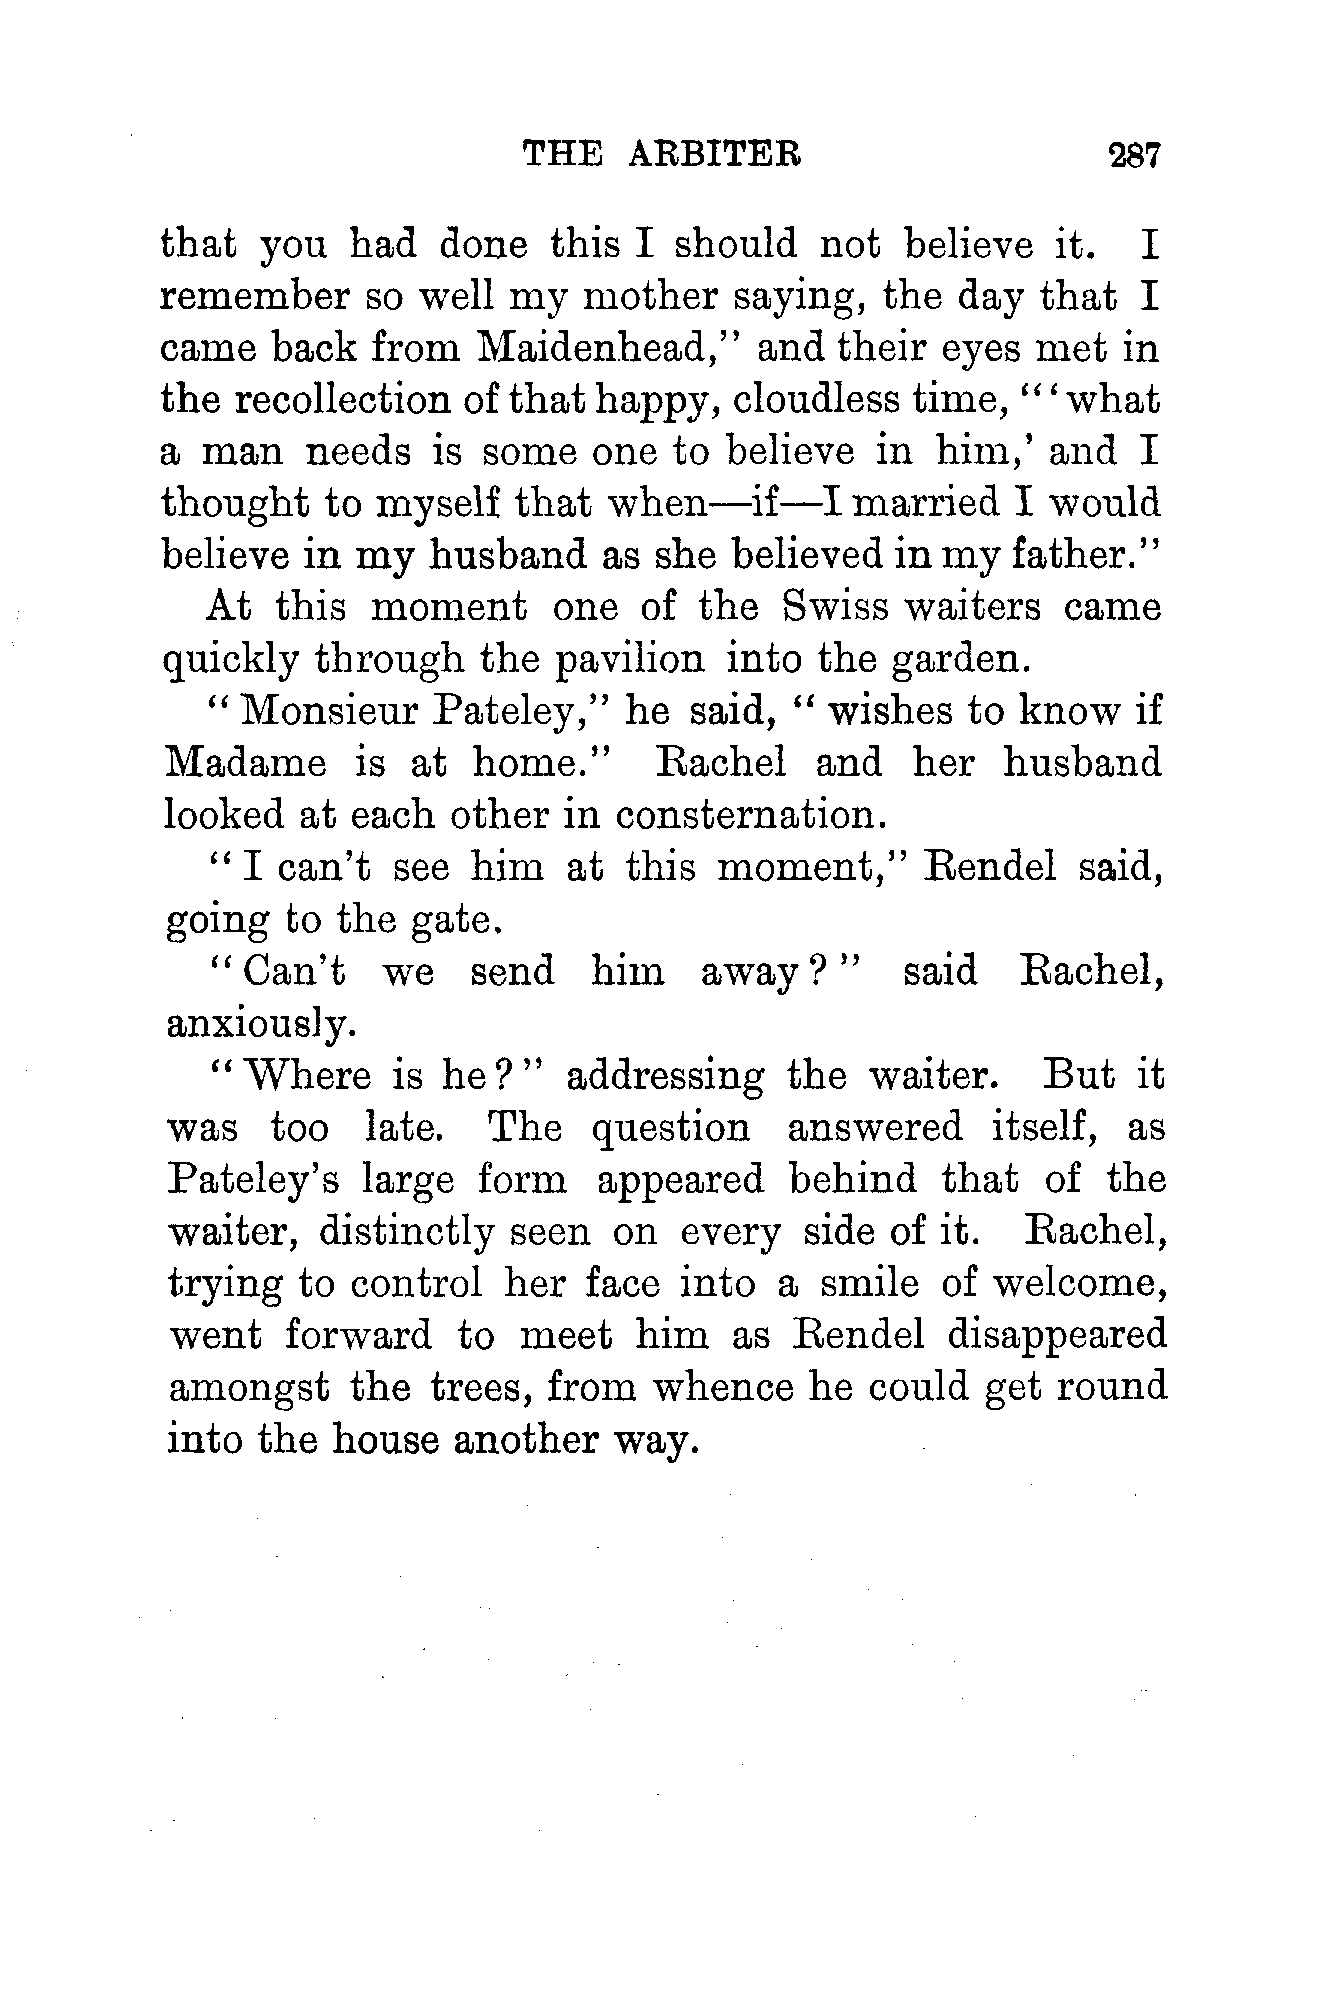 THE ARBITER 287
that you had done this I should not believe it. I
remember so well my mother saying, the day that I
came back from Maidenhead," and their eyes met in
the recollection of that happy, cloudless time, "'what
a man needs is some one to believe in him,' and I
thought to myself that when—if—I married I would
believe in my husband as she believed in my father."
At this moment one of the Swiss waiters came
quickly through the pavilion into the garden.
"Monsieur Pateley," he said, "wishes to know if
Madame is at home." Rachel and her husband
looked at each other in consternation.
"I can't see him at this moment," Rendel said,
going to the gate.
"Can't we send him away?" said Rachel,
anxiously.
"Where is he?" addressing the waiter. But it
was too late. The question answered itself, as
Pateley's large form appeared behind that of the
waiter, distinctly seen on every side of it. Rachel,
trying to control her face into a smile of welcome,
went forward to meet him as Rendel disappeared
amongst the trees, from whence he could get round
into the house another way.